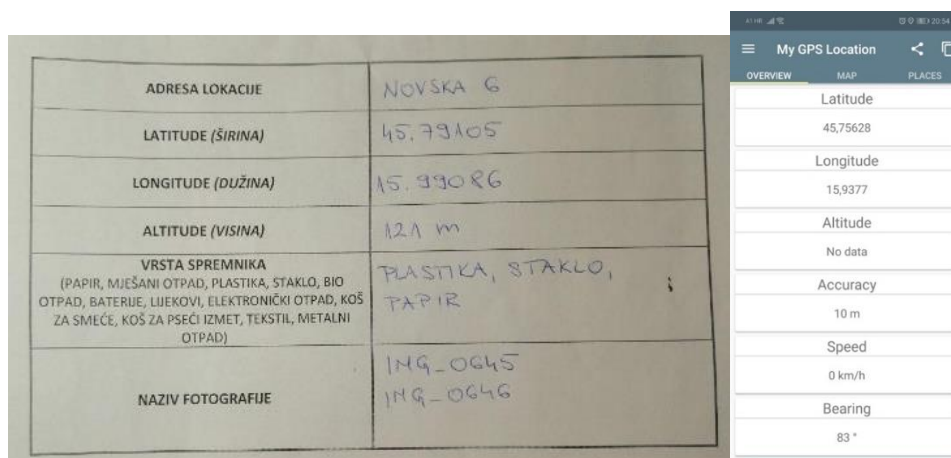 ADRESA LOKACIJE
NOVSKA 6
LATITUDE (ŠIRINA)
45.79105
LONGITUDE (DUŽINA)
15.99086
ALTITUDE (VISINA)
121 m
VRSTA SPREMNIKA
(PAPIR, MJEŠANI OTPAD, PLASTIKA, STAKLO, BIO
OTPAD, BATERIJE, LIJEKOVI, ELEKTRONIČKI OTPAD, KOŠ
ZA SMEĆE, KOŠ ZA PSEĆI IZMET, TEKSTIL, METALNI
OTPAD)
PLASTIKA, STAKLO,
PAPIR
NAZIV FOTOGRAFIJE
IMG_0645
IMG_0646
20:54
My GPS Location
OVERVIEW MAP PLACES
Latitude
45,75628
Longitude
15,9377
Altitude
No data
Accuracy
10 m
Speed
0 km/h
Bearing
83 °